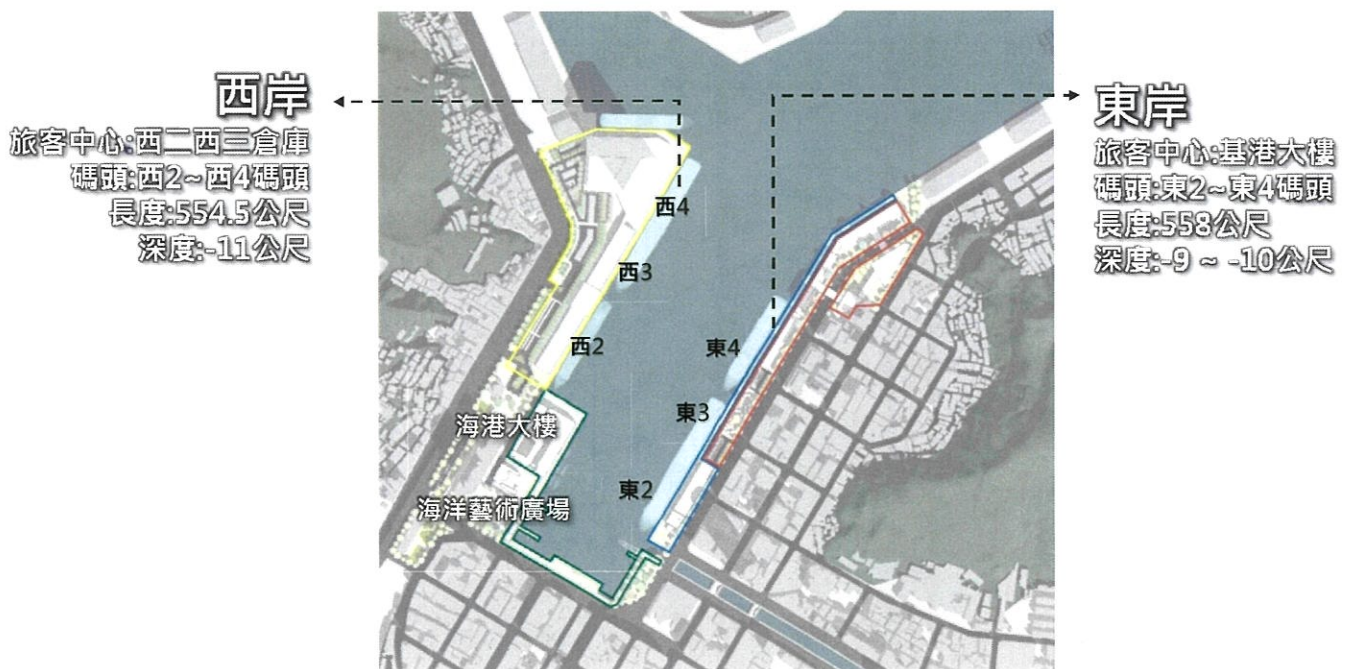 西岸
旅客中心:西二西三倉庫
碼頭:西2~西4碼頭
長度:554.5公尺
深度:-11公尺
東岸
旅客中心:基港大樓
碼頭:東2~東4碼頭
長度:558公尺
深度:-9 ~ -10公尺
西4
西3
西2
東4
東3
東2
海港大樓
海洋藝術廣場